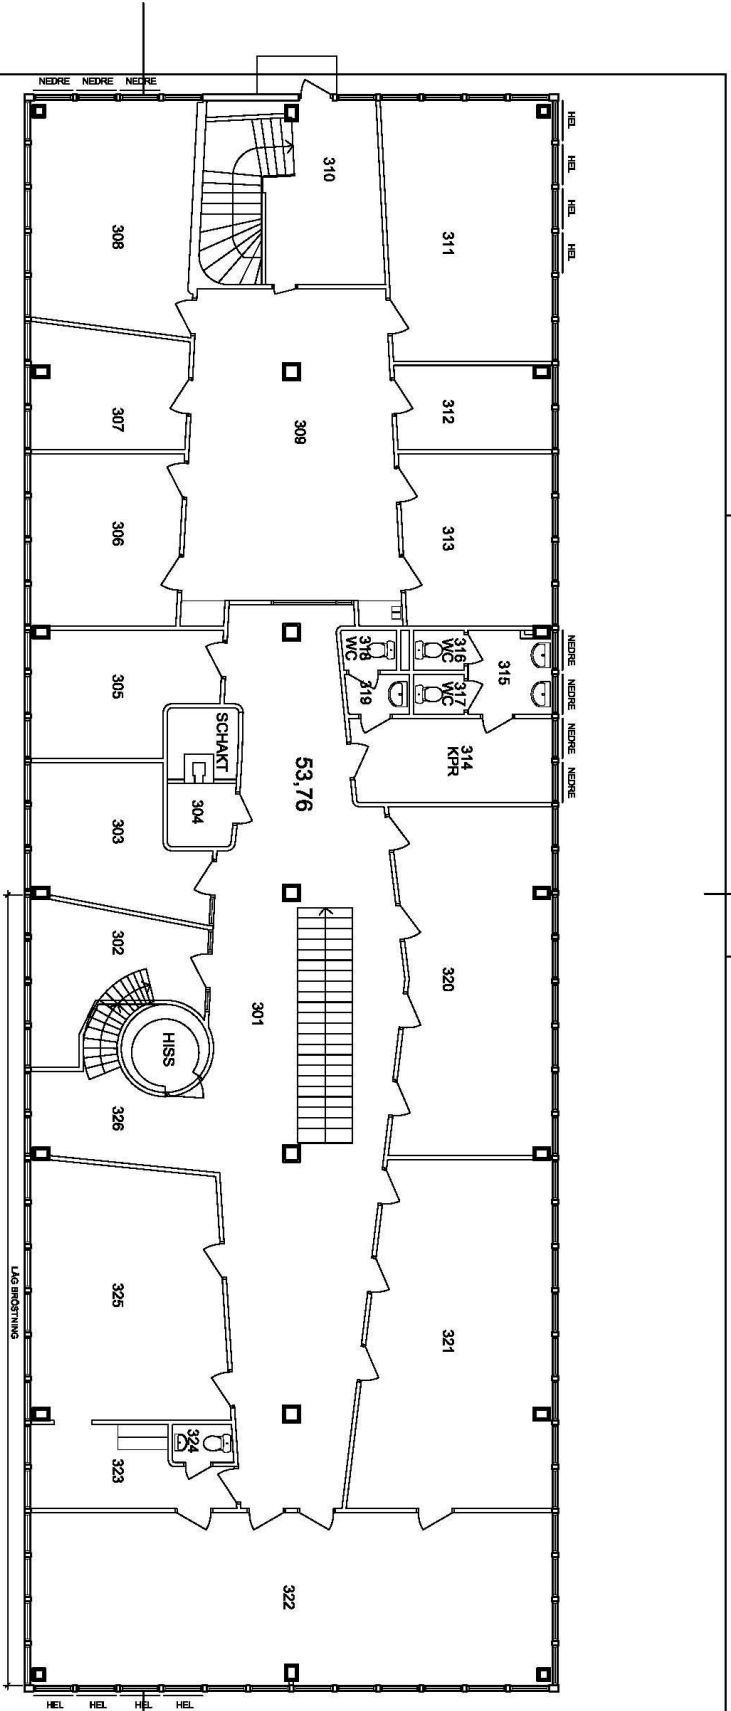 NEDRE NEDRE NEDRE
HEL
HEL
HEL
HEL
310
308
311
307
312
309
306
313
318
WC
316
WC
315
317
WC
319
NEDRE
NEDRE
NEDRE
NEDRE
305
SCHAKT
53,76
314
KPR
304
303
302
301
320
HISS
326
325
321
LÅG BRÖSTNING
324
323
322
HEL HEL HEL HEL